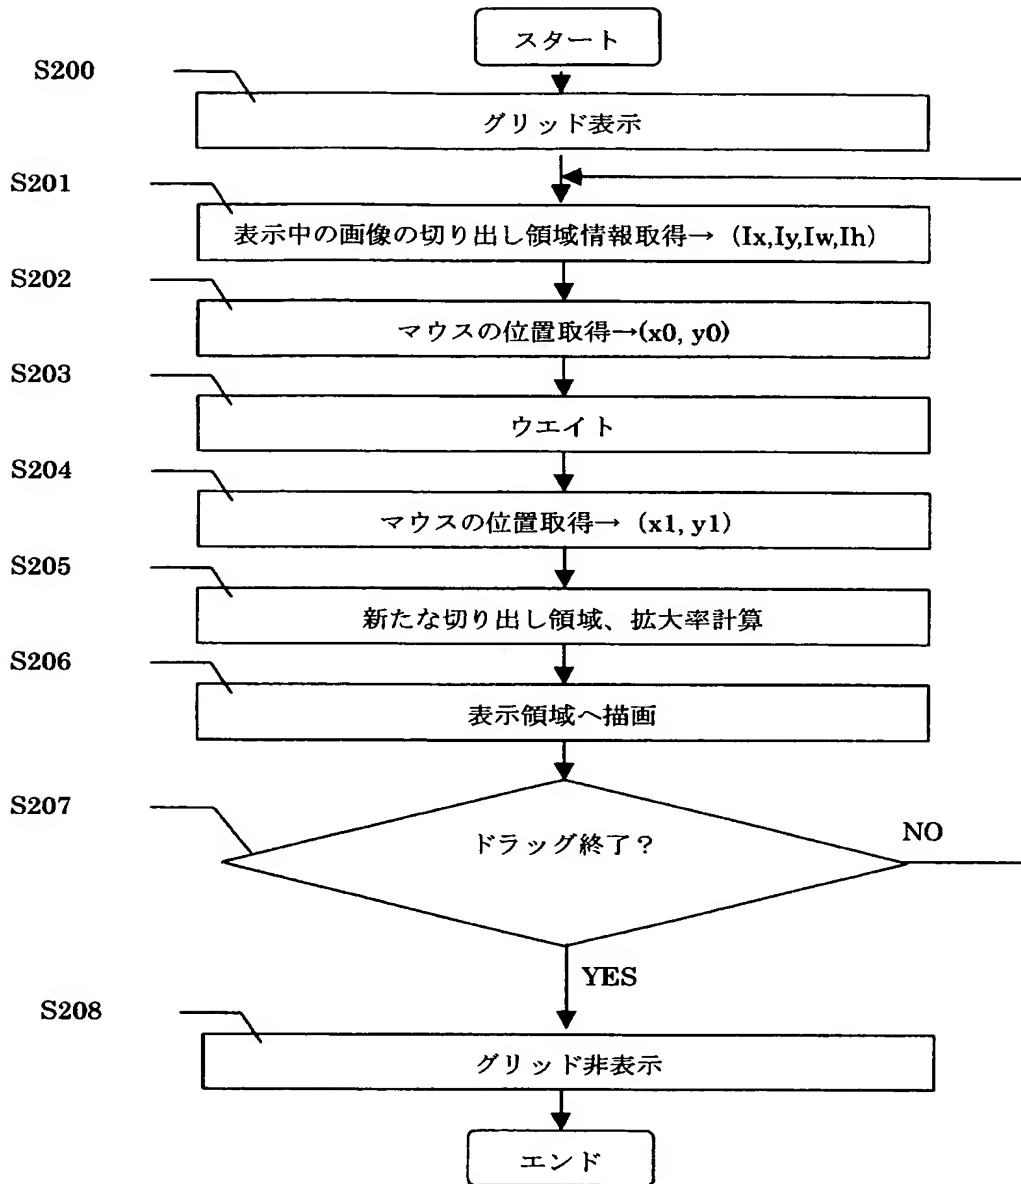 スタート
S200
グリッド表示
S201
表示中の画像の切り出し領域情報取得→ (Ix,Iy,Iw,Ih)
S202
マウスの位置取得→(x0, y0)
S203
ウエイト
S204
マウスの位置取得→ (x1, y1)
S205
新たな切り出し領域、拡大率計算
S206
表示領域へ描画
S207
ドラッグ終了?
NO
YES
S208
グリッド非表示
エンド